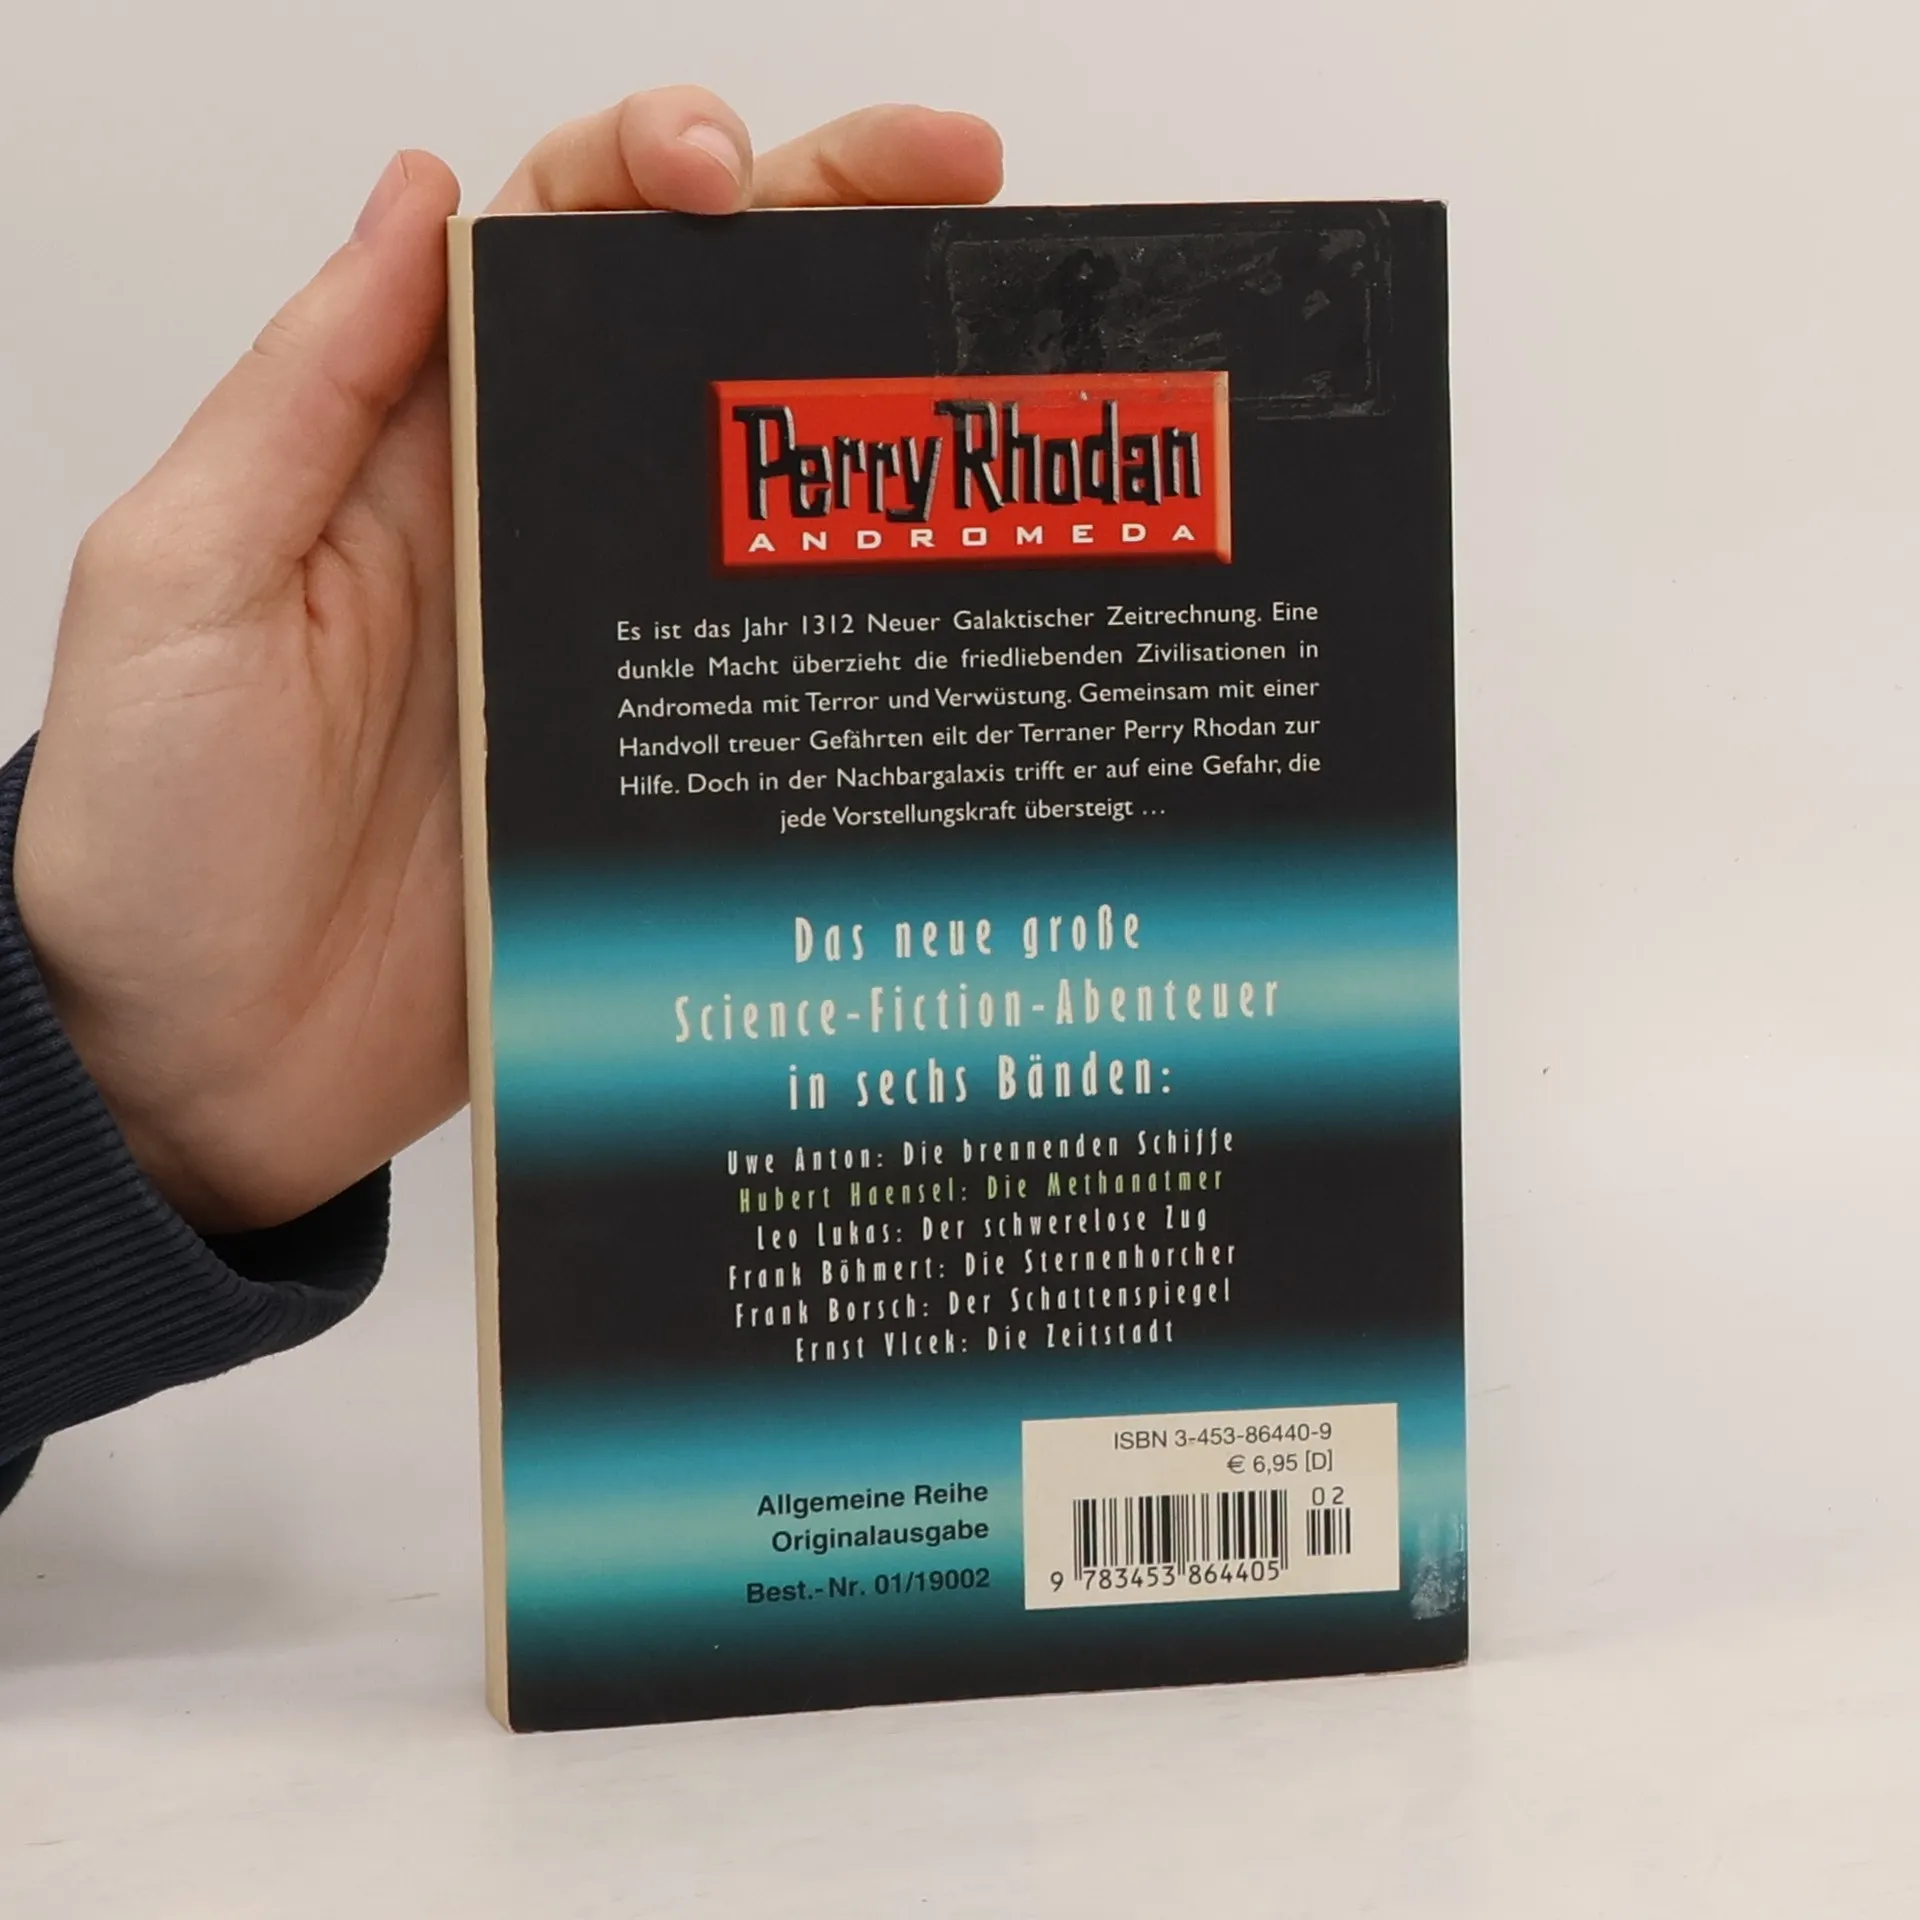 Perry Rhodan
ANDROMEDA
Es ist das Jahr 1312 Neuer Galaktischer Zeitrechnung. Eine
dunkle Macht überzieht die friedliebenden Zivilisationen in
Andromeda mit Terror und Verwüstung. Gemeinsam mit einer
Handvoll treuer Gefährten eilt der Terraner Perry Rhodan zur
Hilfe. Doch in der Nachbargalaxis trifft er auf eine Gefahr, die
jede Vorstellungskraft übersteigt ...
Das neue große
Science-Fiction-Abenteuer
in sechs Bänden:
Uwe Anton: Die brennenden Schiffe
Hubert Haensel: Die Methanatmer
Leo Lukas: Der schwerelose Zug
Frank Böhmert: Die Sternenhorcher
Frank Borsch: Der Schattenspiegel
Ernst Vlcek: Die Zeitstadt
Allgemeine Reihe
Originalausgabe
Best.-Nr. 01/19002
ISBN 3-453-86440-9
€ 6,95 [D]
02
9 783453 864405